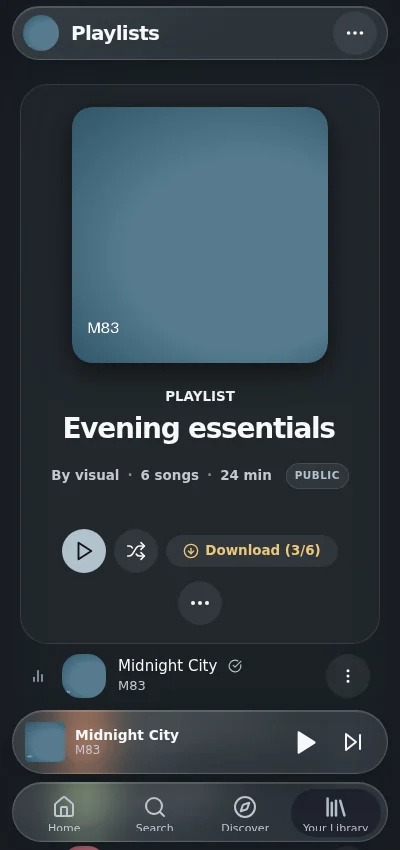 Playlists
M83
PLAYLIST
Evening essentials
By visual · 6 songs · 24 min PUBLIC
Download (3/6)
Midnight City
M83
Midnight City
M83
Home Search Discover Your Library